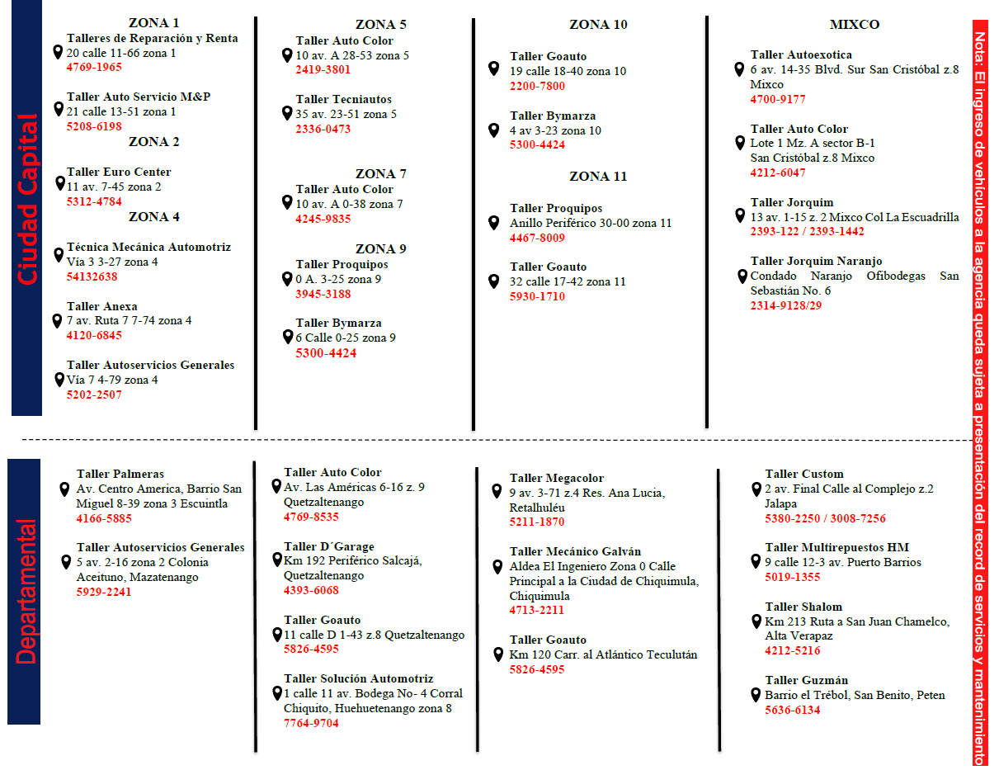 Ciudad Capital
ZONA 1
Talleres de Reparación y Renta
20 calle 11-66 zona 1
4769-1965
Taller Auto Servicio M&P
21 calle 13-51 zona 1
5208-6198
ZONA 2
Taller Euro Center
11 av. 7-45 zona 2
5312-4784
ZONA 4
Técnica Mecánica Automotriz
Vía 3 3-27 zona 4
54132638
Taller Anexa
7 av. Ruta 7 7-74 zona 4
4120-6845
Taller Autoservicios Generales
Vía 7 4-79 zona 4
5202-2507
ZONA 5
Taller Auto Color
10 av. A 28-53 zona 5
2419-3801
Taller Tecniautos
35 av. 23-51 zona 5
2336-0473
ZONA 7
Taller Auto Color
10 av. A 0-38 zona 7
4245-9835
ZONA 9
Taller Proquipos
0 A. 3-25 zona 9
3945-3188
Taller Bymarza
6 Calle 0-25 zona 9
5300-4424
ZONA 10
Taller Goauto
19 calle 18-40 zona 10
2200-7800
Taller Bymarza
4 av 3-23 zona 10
5300-4424
ZONA 11
Taller Proquipos
Anillo Periférico 30-00 zona 11
4467-8009
Taller Goauto
32 calle 17-42 zona 11
5930-1710
MIXCO
Taller Autoexotica
6 av. 14-35 Blvd. Sur San Cristóbal z.8
Mixco
4700-9177
Taller Auto Color
Lote 1 Mz. A sector B-1
San Cristóbal z.8 Mixco
4212-6047
Taller Jorquim
13 av. 1-15 z. 2 Mixco Col La Escuadrilla
2393-122 / 2393-1442
Taller Jorquim Naranjo
Condado Naranjo Ofibodegas San
Sebastián No. 6
2314-9128/29
Departamental
Taller Palmeras
Av. Centro America, Barrio San
Miguel 8-39 zona 3 Escuintla
4166-5885
Taller Autoservicios Generales
5 av. 2-16 zona 2 Colonia
Aceituno, Mazatenango
5929-2241
Taller Auto Color
Av. Las Américas 6-16 z. 9
Quetzaltenango
4769-8535
Taller D´Garage
Km 192 Periférico Salcajá,
Quetzaltenango
4393-6068
Taller Goauto
11 calle D 1-43 z.8 Quetzaltenango
5826-4595
Taller Solución Automotriz
1 calle 11 av. Bodega No- 4 Corral
Chiquito, Huehuetenango zona 8
7764-9704
Taller Megacolor
9 av. 3-71 z.4 Res. Ana Lucia,
Retalhuléu
5211-1870
Taller Mecánico Galván
Aldea El Ingeniero Zona 0 Calle
Principal a la Ciudad de Chiquimula,
Chiquimula
4713-2211
Taller Goauto
Km 120 Carr. al Atlántico Teculután
5826-4595
Taller Custom
2 av. Final Calle al Complejo z.2
Jalapa
5380-2250 / 3008-7256
Taller Multirepuestos HM
9 calle 12-3 av. Puerto Barrios
5019-1355
Taller Shalom
Km 213 Ruta a San Juan Chamelco,
Alta Verapaz
4212-5216
Taller Guzmán
Barrio el Trébol, San Benito, Peten
5636-6134
Nota: El ingreso de vehículos a la agencia queda sujeta a presentación del record de servicios y mantenimiento